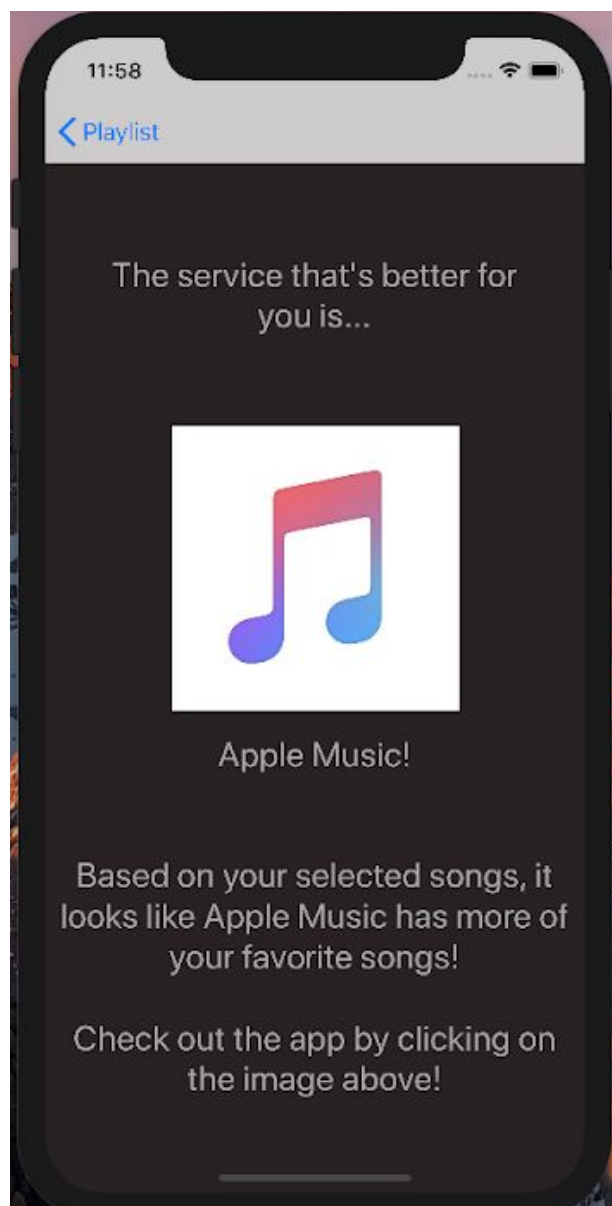 11:58
Playlist
The service that's better for
you is...
Apple Music!
Based on your selected songs, it
looks like Apple Music has more of
your favorite songs!
Check out the app by clicking on
the image above!